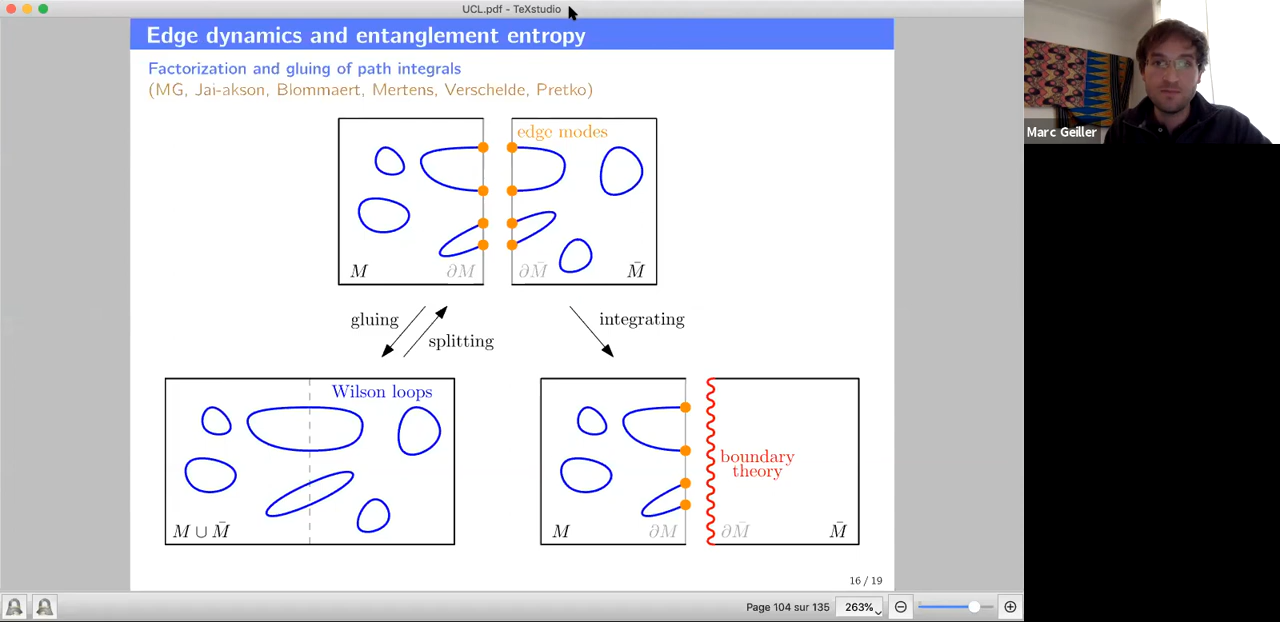 UCL.pdf - TeXstudio
Edge dynamics and entanglement entropy
Factorization and gluing of path integrals
(MG, Jai-akson, Blommaert, Mertens, Verschelde, Pretko)
edge modes
M
∂M
∂M̄
M̄
gluing
splitting
integrating
Wilson loops
M ∪ M̄
boundary
theory
M
∂M
∂M̄
M̄
16 / 19
Page 104 sur 135
263%
Marc Geiller